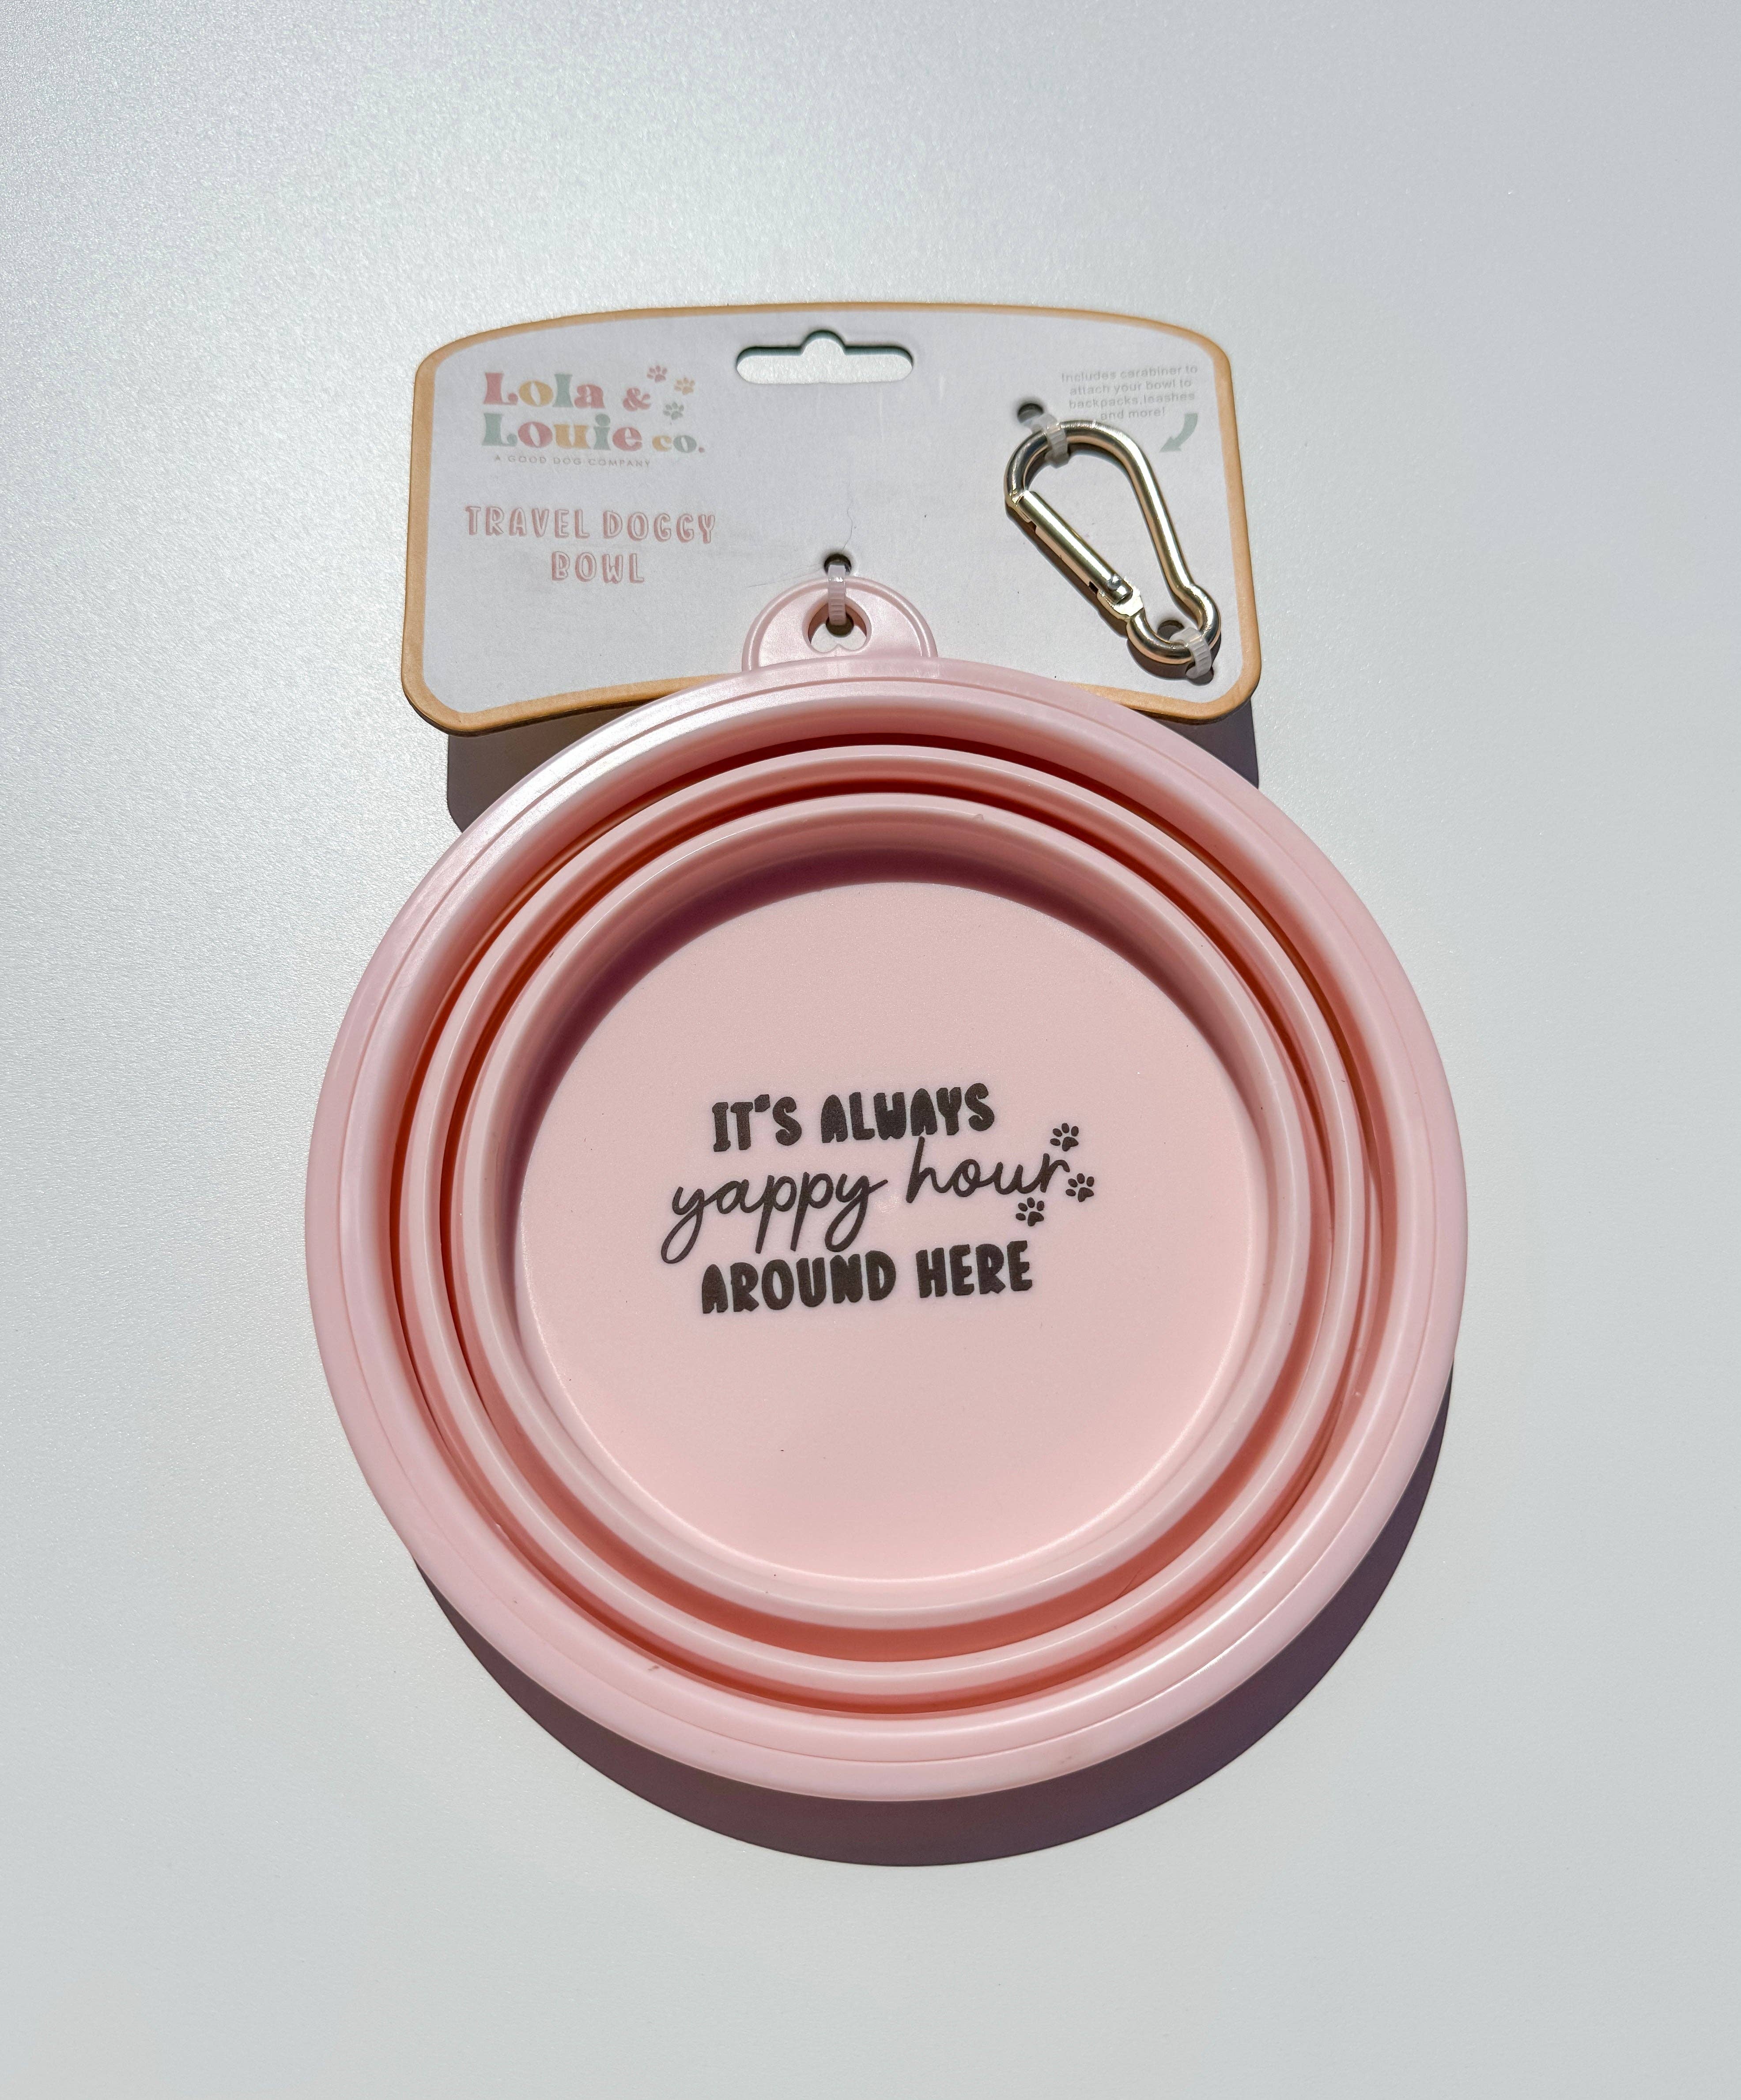 Lola &
Louie co.
A GOOD DOG COMPANY
TRAVEL DOGGY
BOWL
Includes carabiner to
attach your bowl to
backpacks,leashes
and more!
IT'S ALWAYS
yappy hour
AROUND HERE